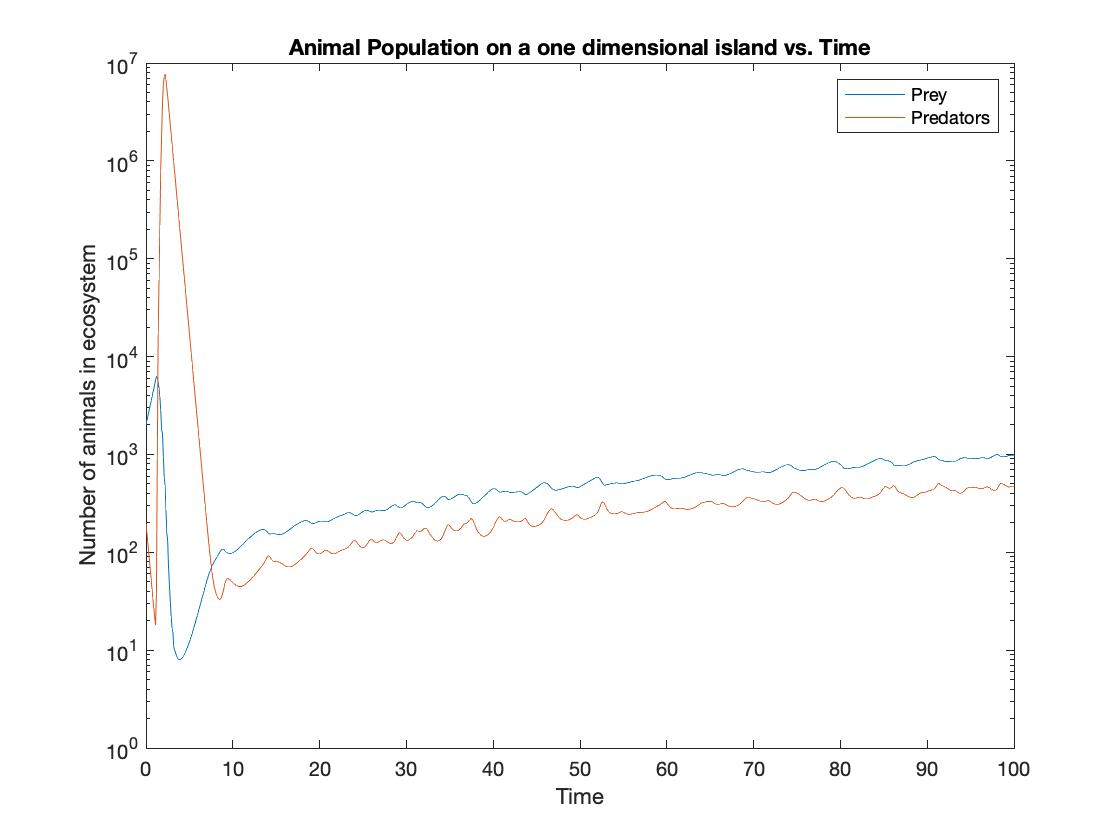 Animal Population on a one dimensional island vs. Time
10^7
Prey
Predators
10^6
10^5
10^4
10^3
10^2
10^1
10^0
Number of animals in ecosystem
0 10 20 30 40 50 60 70 80 90 100
Time